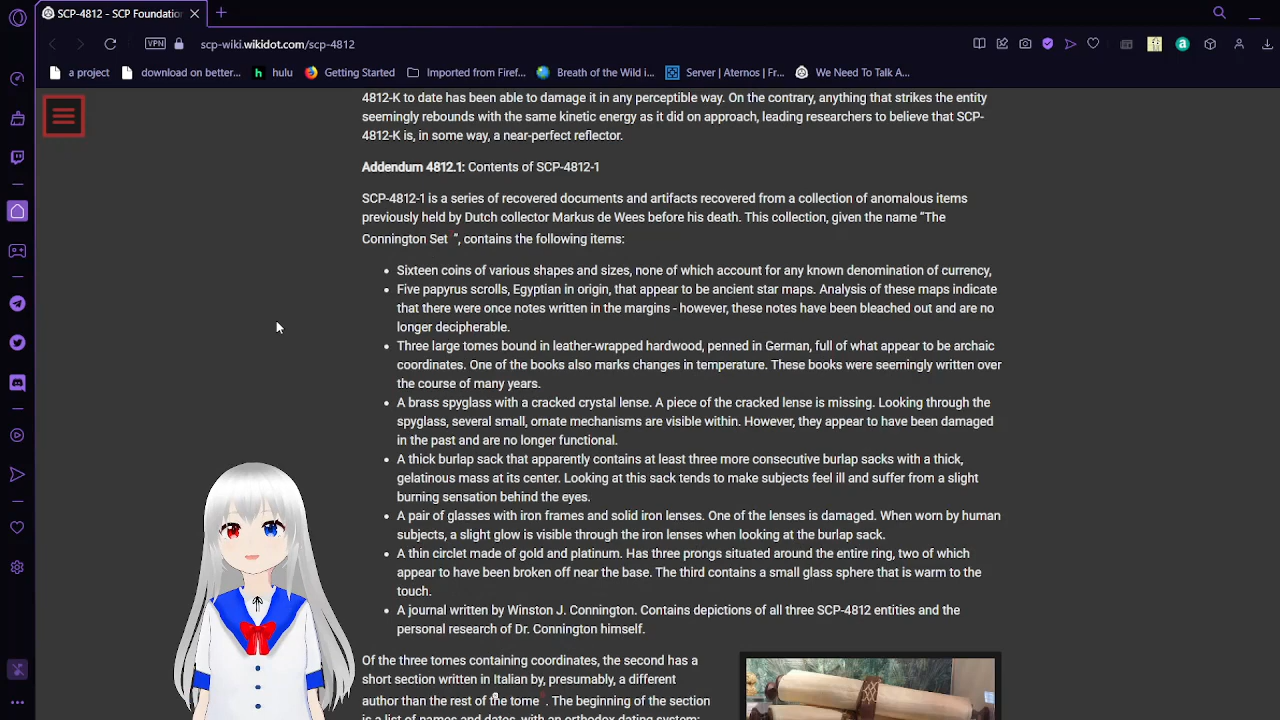 SCP-4812 - SCP Foundation
VPN
scp-wiki.wikidot.com/scp-4812
a project
download on better...
hulu
Getting Started
Imported from Firef...
Breath of the Wild i...
Server | Aternos | Fr...
We Need To Talk A...
4812-K to date has been able to damage it in any perceptible way. On the contrary, anything that strikes the entity
seemingly rebounds with the same kinetic energy as it did on approach, leading researchers to believe that SCP-
4812-K is, in some way, a near-perfect reflector.
Addendum 4812.1: Contents of SCP-4812-1
SCP-4812-1 is a series of recovered documents and artifacts recovered from a collection of anomalous items
previously held by Dutch collector Markus de Wees before his death. This collection, given the name “The
Connington Set ”, contains the following items:
• Sixteen coins of various shapes and sizes, none of which account for any known denomination of currency,
• Five papyrus scrolls, Egyptian in origin, that appear to be ancient star maps. Analysis of these maps indicate
that there were once notes written in the margins - however, these notes have been bleached out and are no
longer decipherable.
• Three large tomes bound in leather-wrapped hardwood, penned in German, full of what appear to be archaic
coordinates. One of the books also marks changes in temperature. These books were seemingly written over
the course of many years.
• A brass spyglass with a cracked crystal lense. A piece of the cracked lense is missing. Looking through the
spyglass, several small, ornate mechanisms are visible within. However, they appear to have been damaged
in the past and are no longer functional.
• A thick burlap sack that apparently contains at least three more consecutive burlap sacks with a thick,
gelatinous mass at its center. Looking at this sack tends to make subjects feel ill and suffer from a slight
burning sensation behind the eyes.
• A pair of glasses with iron frames and solid iron lenses. One of the lenses is damaged. When worn by human
subjects, a slight glow is visible through the iron lenses when looking at the burlap sack.
• A thin circlet made of gold and platinum. Has three prongs situated around the entire ring, two of which
appear to have been broken off near the base. The third contains a small glass sphere that is warm to the
touch.
• A journal written by Winston J. Connington. Contains depictions of all three SCP-4812 entities and the
personal research of Dr. Connington himself.
Of the three tomes containing coordinates, the second has a
short section written in Italian by, presumably, a different
author than the rest of the tome . The beginning of the section
is a list of names and dates, with an orthodox dating system: